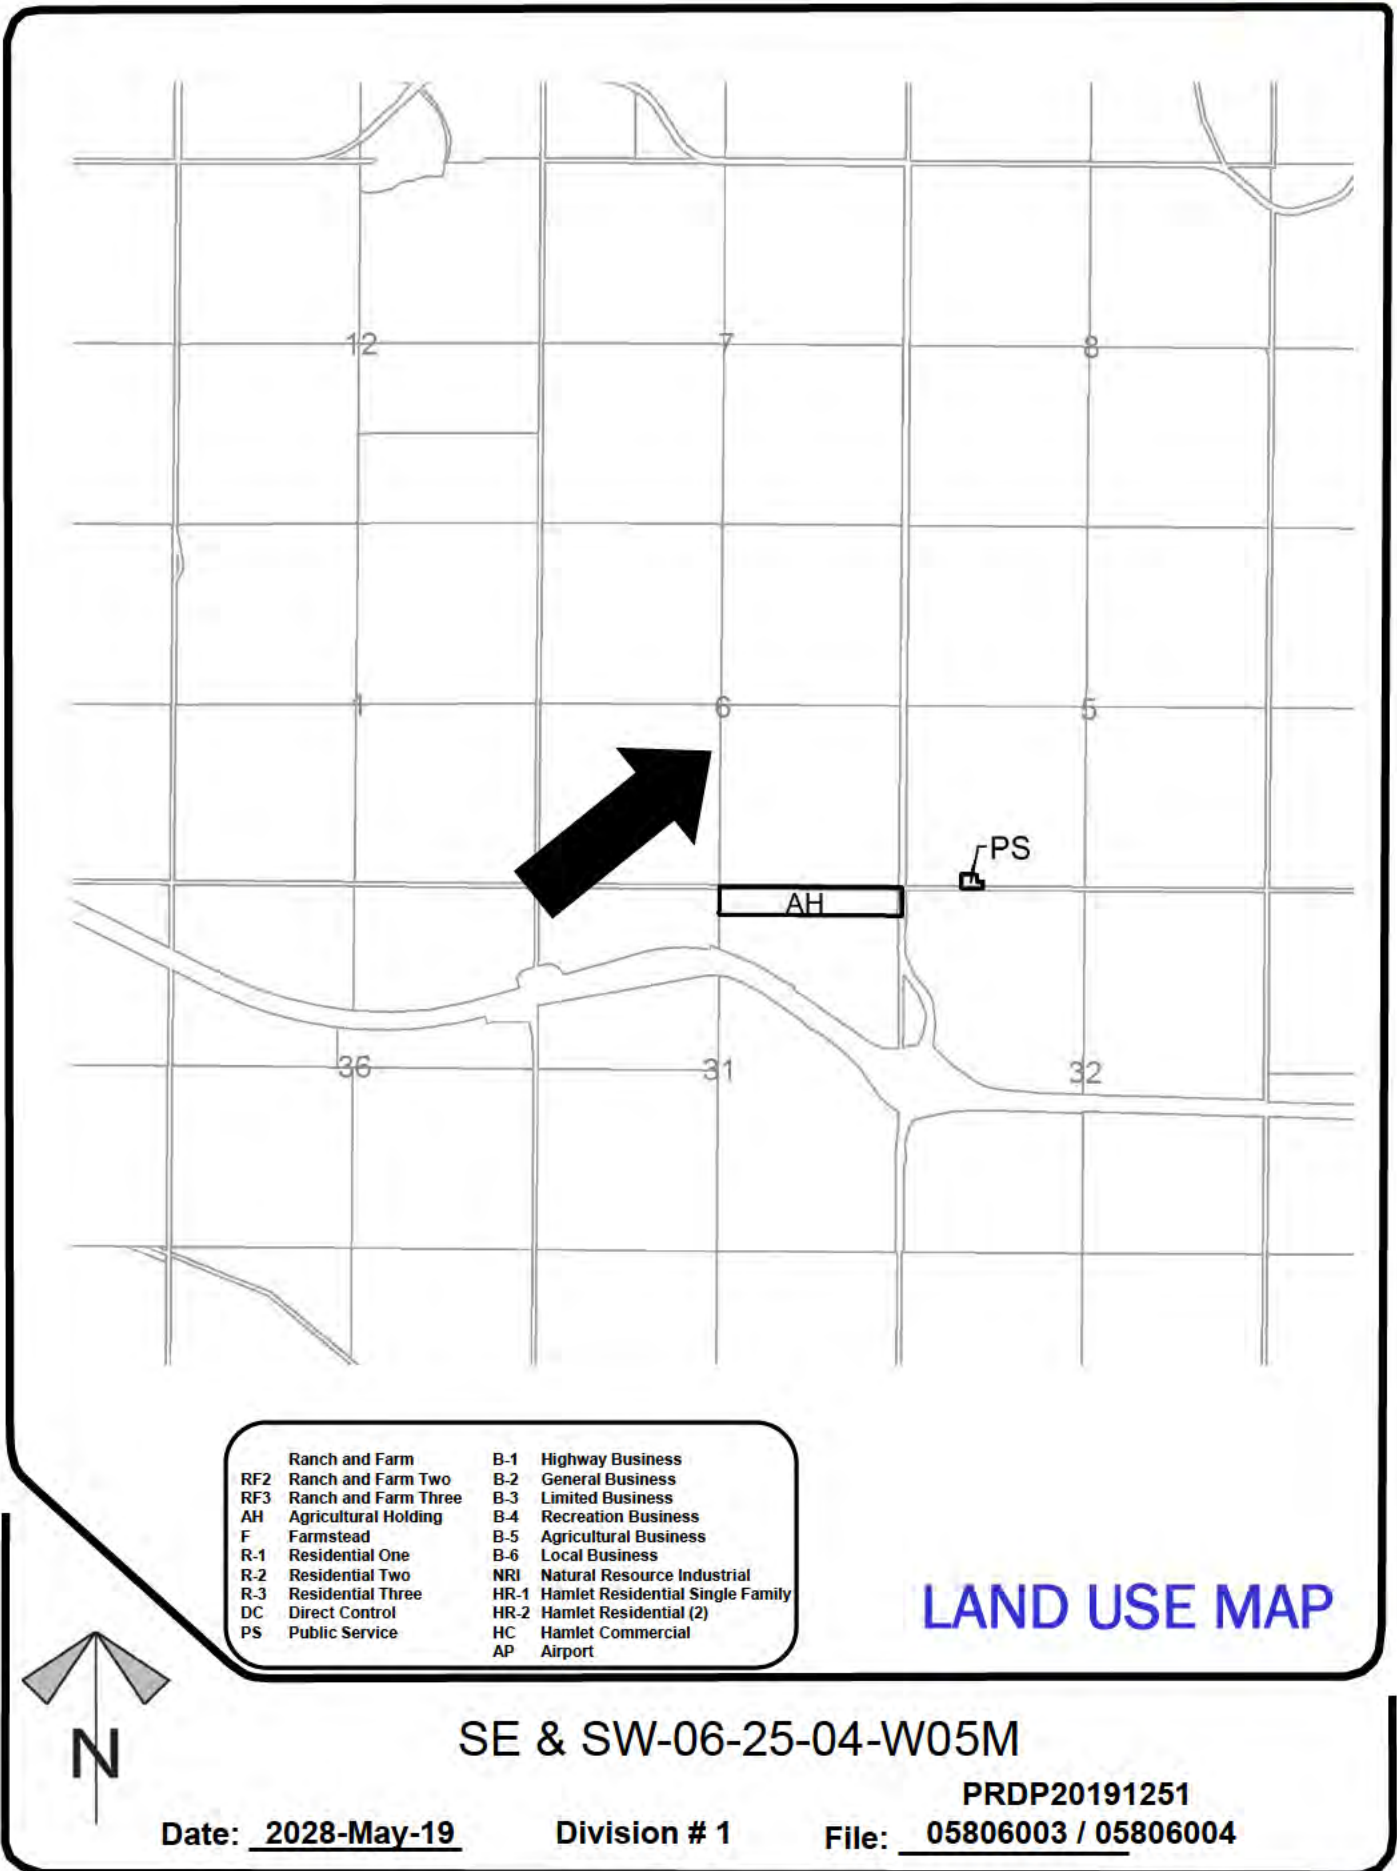 12 7 8
1 6 5
PS
AH
36 31 32
Ranch and Farm
RF2 Ranch and Farm Two
RF3 Ranch and Farm Three
AH Agricultural Holding
F Farmstead
R-1 Residential One
R-2 Residential Two
R-3 Residential Three
DC Direct Control
PS Public Service
B-1 Highway Business
B-2 General Business
B-3 Limited Business
B-4 Recreation Business
B-5 Agricultural Business
B-6 Local Business
NRI Natural Resource Industrial
HR-1 Hamlet Residential Single Family
HR-2 Hamlet Residential (2)
HC Hamlet Commercial
AP Airport
LAND USE MAP
N
SE & SW-06-25-04-W05M
PRDP20191251
Date: 2028-May-19 Division # 1 File: 05806003 / 05806004